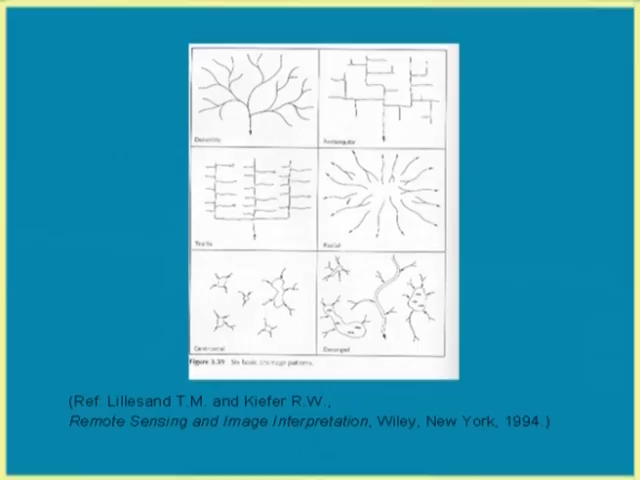 Dendritic
Rectangular
Trellis
Radial
Centripetal
Deranged
Figure 3.39 Six basic drainage patterns.
(Ref: Lillesand T.M. and Kiefer R.W.,
Remote Sensing and Image Interpretation, Wiley, New York, 1994.)